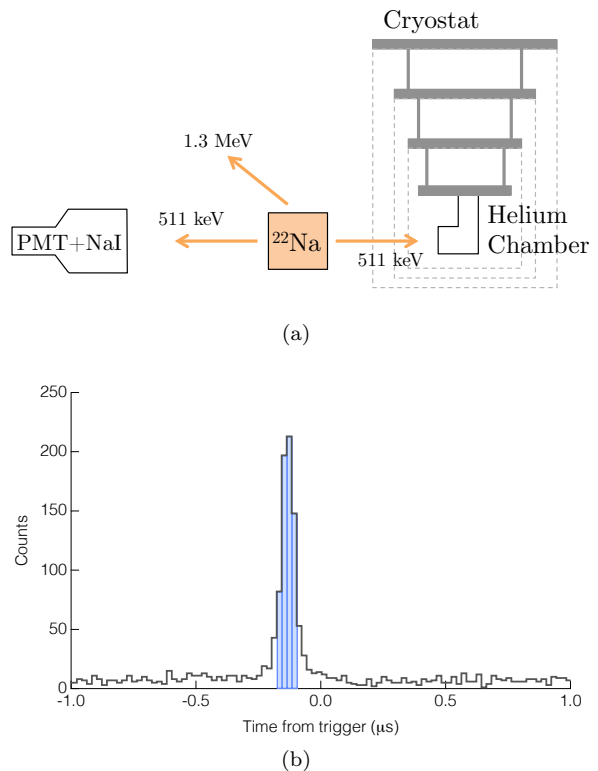 Cryostat
1.3 MeV
511 keV
PMT+NaI
²²Na
511 keV
Helium
Chamber
(a)
250
200
150
100
50
0
Counts
-1.0
-0.5
0.0
0.5
1.0
Time from trigger (μs)
(b)